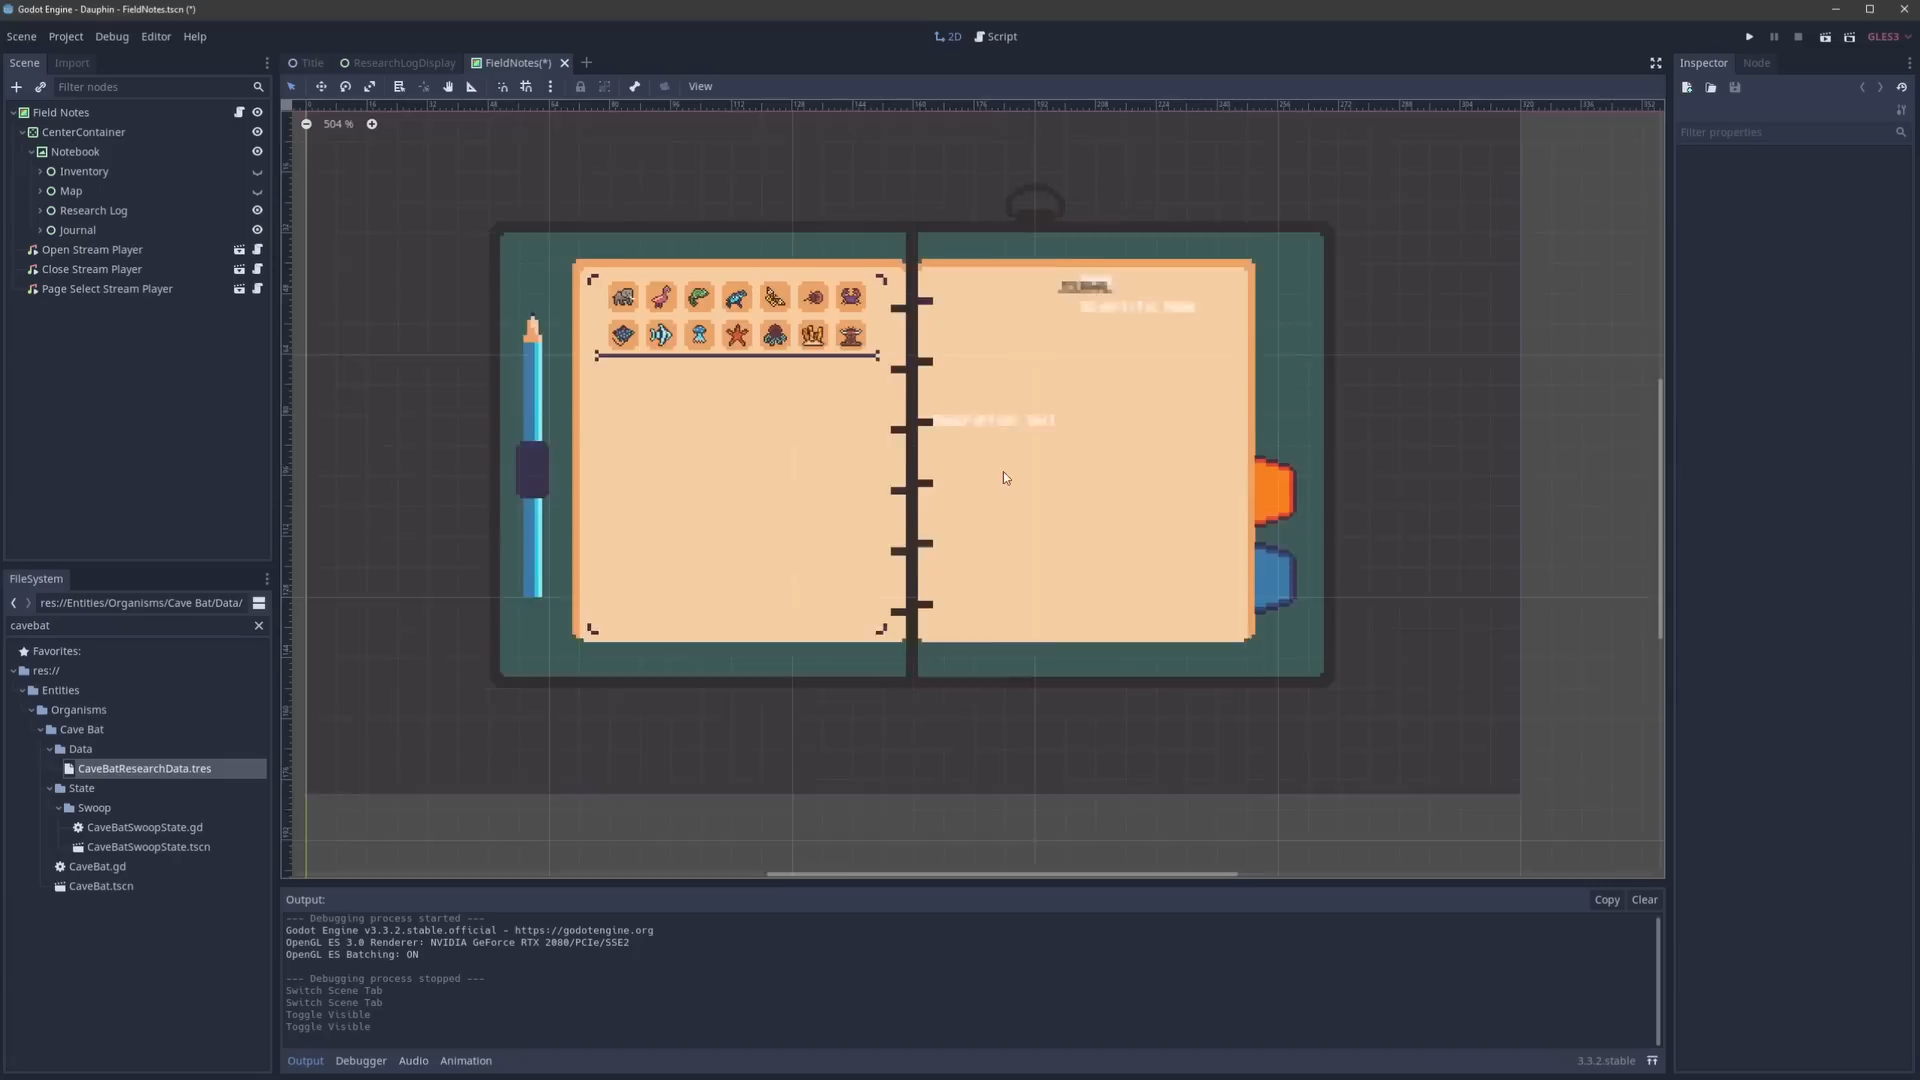 Godot Engine - Dauphin - FieldNotes.tscn (*)
Scene Project Debug Editor Help
2D Script
GLES3
Scene Import
Title ResearchLogDisplay FieldNotes(*)
Inspector Node
Filter nodes
View
Filter properties
504 %
Field Notes
CenterContainer
Notebook
Inventory
Map
Research Log
Journal
Open Stream Player
Close Stream Player
Page Select Stream Player
FileSystem
res://Entities/Organisms/Cave Bat/Data/
cavebat
Favorites:
res://
Entities
Organisms
Cave Bat
Data
CaveBatResearchData.tres
State
Swoop
CaveBatSwoopState.gd
CaveBatSwoopState.tscn
CaveBat.gd
CaveBat.tscn
Output:
Copy Clear
--- Debugging process started ---
Godot Engine v3.3.2.stable.official - https://godotengine.org
OpenGL ES 3.0 Renderer: NVIDIA GeForce RTX 2080/PCIe/SSE2
OpenGL ES Batching: ON
--- Debugging process stopped ---
Switch Scene Tab
Switch Scene Tab
Toggle Visible
Toggle Visible
Output Debugger Audio Animation
3.3.2.stable